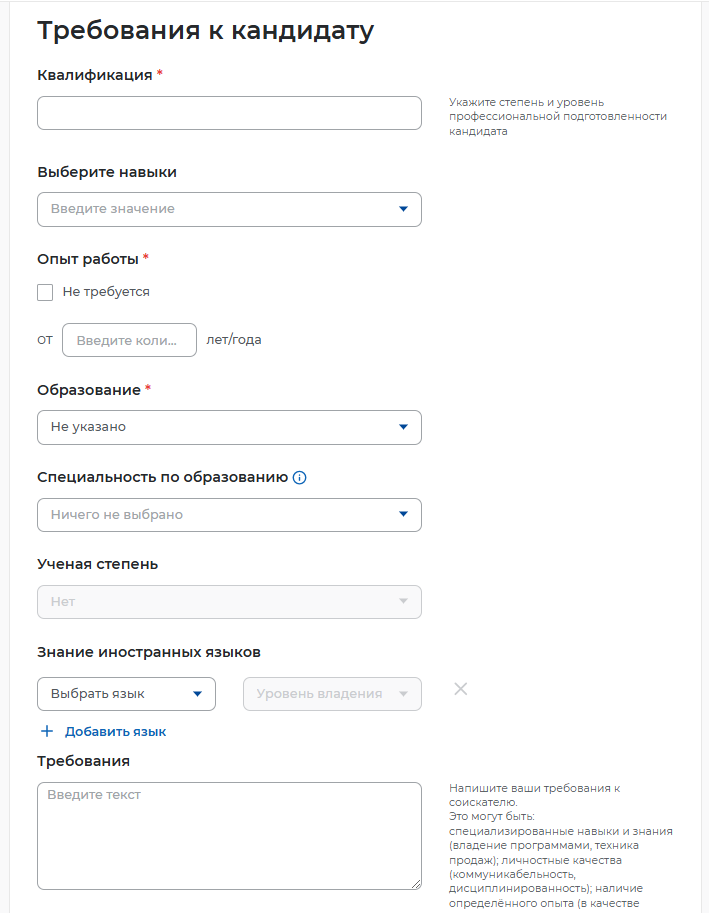 Требования к кандидату
Квалификация *
Укажите степень и уровень
профессиональной подготовленности
кандидата
Выберите навыки
Введите значение
Опыт работы *
Не требуется
от Введите коли... лет/года
Образование *
Не указано
Специальность по образованию
Ничего не выбрано
Ученая степень
Нет
Знание иностранных языков
Выбрать язык Уровень владения
+ Добавить язык
Требования
Введите текст
Напишите ваши требования к
соискателю.
Это могут быть:
специализированные навыки и знания
(владение программами, техника
продаж); личностные качества
(коммуникабельность,
дисциплинированность); наличие
определённого опыта (в качестве